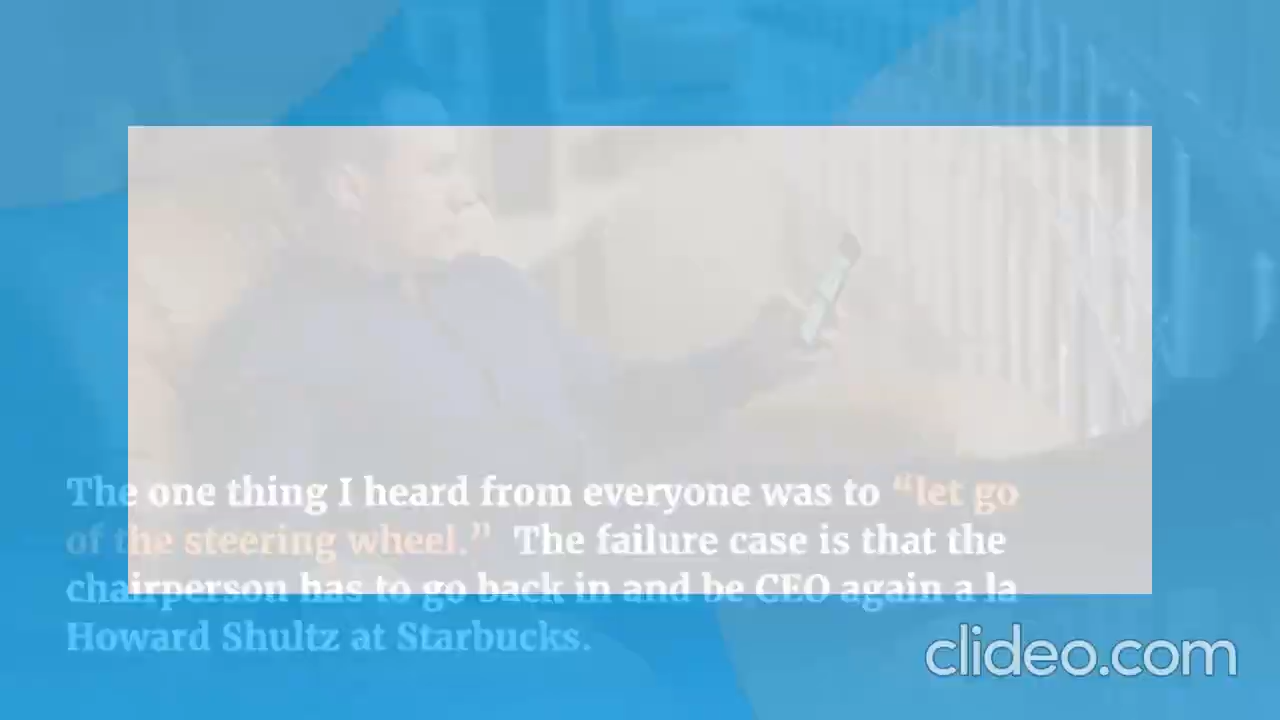 The one thing I heard from everyone was to “let go
of the steering wheel.” The failure case is that the
chairperson has to go back in and be CEO again a la
Howard Shultz at Starbucks.
clideo.com